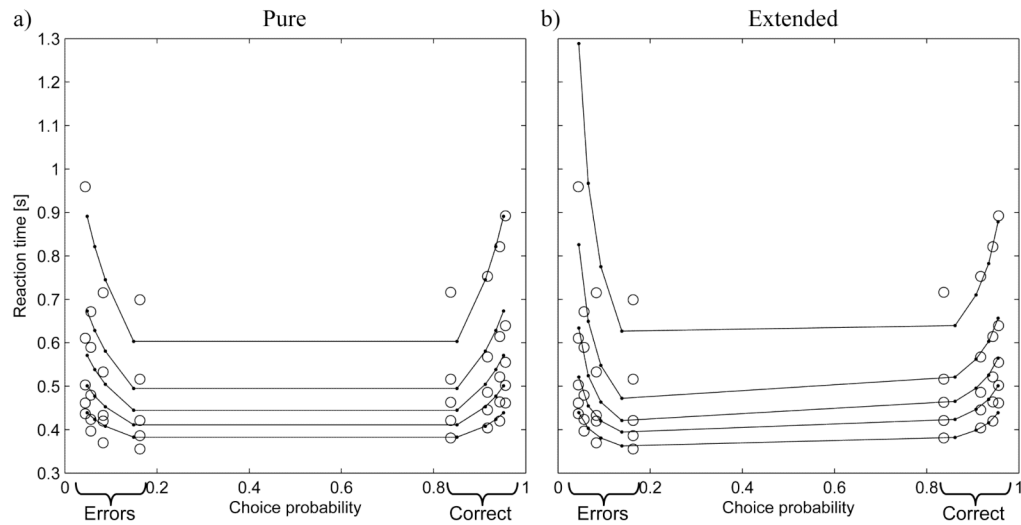 a) Pure
b) Extended
Reaction time [s]
1.3
1.2
1.1
1
0.9
0.8
0.7
0.6
0.5
0.4
0.3
0 0.2 0.4 0.6 0.8 1
0 0.2 0.4 0.6 0.8 1
Errors Choice probability Correct
Errors Choice probability Correct